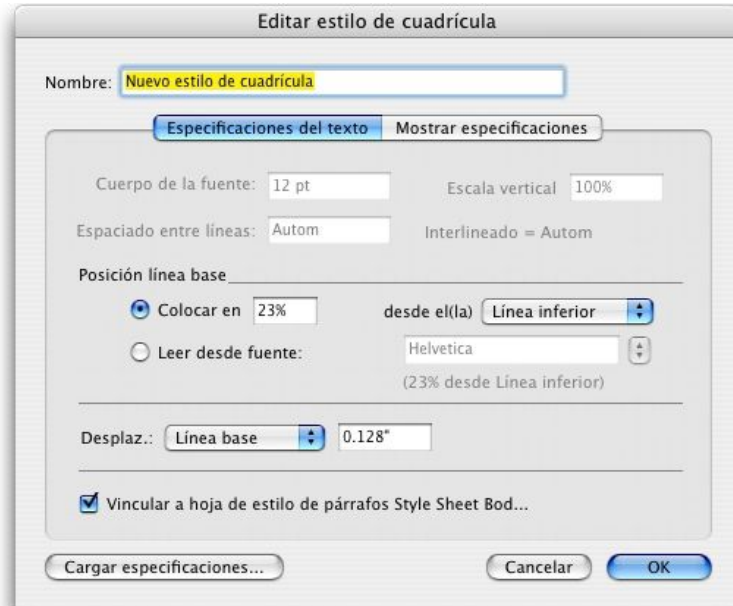 Editar estilo de cuadrícula
Nombre: Nuevo estilo de cuadrícula
Especificaciones del texto Mostrar especificaciones
Cuerpo de la fuente: 12 pt Escala vertical 100%
Espaciado entre líneas: Autom Interlineado = Autom
Posición línea base
Colocar en 23% desde el(la) Línea inferior
Leer desde fuente: Helvetica
(23% desde Línea inferior)
Desplaz.: Línea base 0.128"
Vincular a hoja de estilo de párrafos Style Sheet Bod...
Cargar especificaciones... Cancelar OK